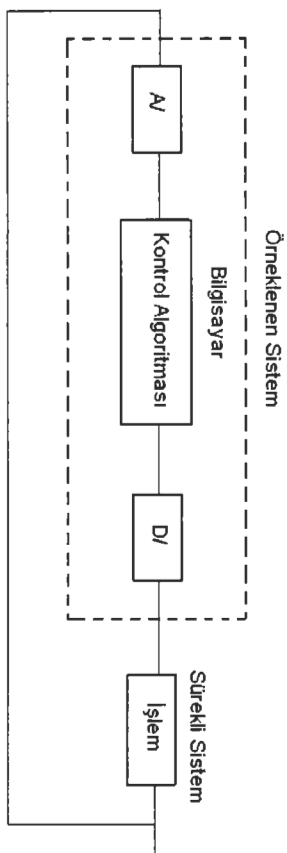 Örneklenen Sistem
Bilgisayar
A/
Kontrol Algoritması
D/
Sürekli Sistem
İşlem